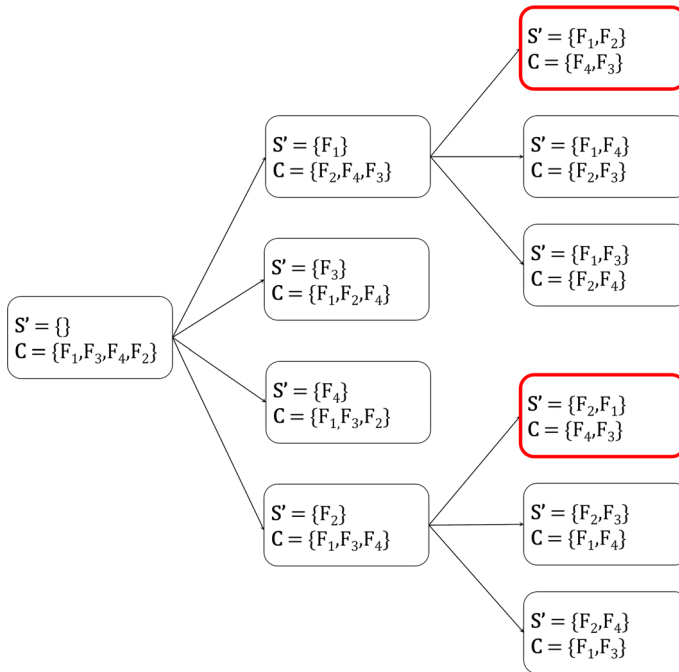 S' = {}
C = {F₁,F₃,F₄,F₂}
S' = {F₁}
C = {F₂,F₄,F₃}
S' = {F₃}
C = {F₁,F₂,F₄}
S' = {F₄}
C = {F₁,F₃,F₂}
S' = {F₂}
C = {F₁,F₃,F₄}
S' = {F₁,F₂}
C = {F₄,F₃}
S' = {F₁,F₄}
C = {F₂,F₃}
S' = {F₁,F₃}
C = {F₂,F₄}
S' = {F₂,F₁}
C = {F₄,F₃}
S' = {F₂,F₃}
C = {F₁,F₄}
S' = {F₂,F₄}
C = {F₁,F₃}